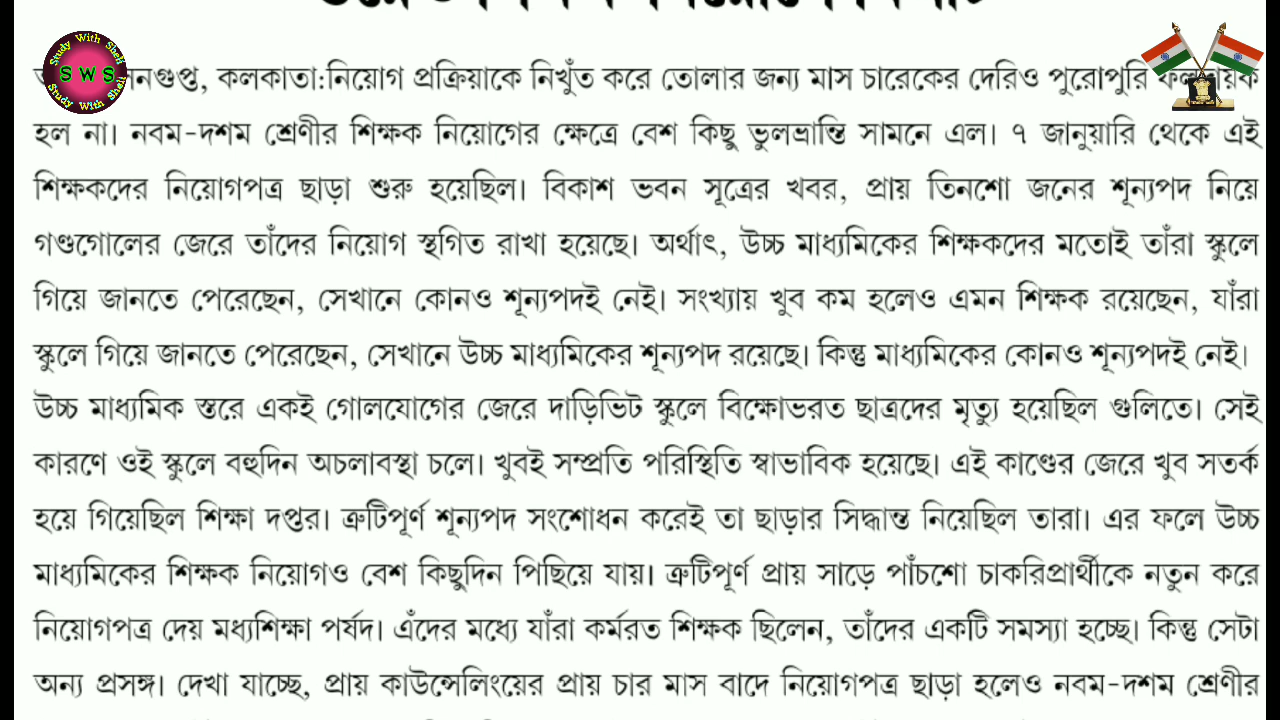 Study With Shelf
S W S
Study With Shelf
সেনগুপ্ত, কলকাতা:নিয়োগ প্রক্রিয়াকে নিখুঁত করে তোলার জন্য মাস চারেকের দেরিও পুরোপুরি
হল না। নবম-দশম শ্রেণীর শিক্ষক নিয়োগের ক্ষেত্রে বেশ কিছু ভুলভ্রান্তি সামনে এল। ৭ জানুয়ারি থেকে এই
শিক্ষকদের নিয়োগপত্র ছাড়া শুরু হয়েছিল। বিকাশ ভবন সূত্রের খবর, প্রায় তিনশো জনের শূন্যপদ নিয়ে
গণ্ডগোলের জেরে তাঁদের নিয়োগ স্থগিত রাখা হয়েছে। অর্থাৎ, উচ্চ মাধ্যমিকের শিক্ষকদের মতোই তাঁরা স্কুলে
গিয়ে জানতে পেরেছেন, সেখানে কোনও শূন্যপদই নেই। সংখ্যায় খুব কম হলেও এমন শিক্ষক রয়েছেন, যাঁরা
স্কুলে গিয়ে জানতে পেরেছেন, সেখানে উচ্চ মাধ্যমিকের শূন্যপদ রয়েছে। কিন্তু মাধ্যমিকের কোনও শূন্যপদই নেই।
উচ্চ মাধ্যমিক স্তরে একই গোলযোগের জেরে দাড়িভিট স্কুলে বিক্ষোভরত ছাত্রদের মৃত্যু হয়েছিল গুলিতে। সেই
কারণে ওই স্কুলে বহুদিন অচলাবস্থা চলে। খুবই সম্প্রতি পরিস্থিতি স্বাভাবিক হয়েছে। এই কাণ্ডের জেরে খুব সতর্ক
হয়ে গিয়েছিল শিক্ষা দপ্তর। ত্রুটিপূর্ণ শূন্যপদ সংশোধন করেই তা ছাড়ার সিদ্ধান্ত নিয়েছিল তারা। এর ফলে উচ্চ
মাধ্যমিকের শিক্ষক নিয়োগও বেশ কিছুদিন পিছিয়ে যায়। ত্রুটিপূর্ণ প্রায় সাড়ে পাঁচশো চাকরিপ্রার্থীকে নতুন করে
নিয়োগপত্র দেয় মধ্যশিক্ষা পর্ষদ। এঁদের মধ্যে যাঁরা কর্মরত শিক্ষক ছিলেন, তাঁদের একটি সমস্যা হচ্ছে। কিন্তু সেটা
অন্য প্রসঙ্গ। দেখা যাচ্ছে, প্রায় কাউন্সেলিংয়ের প্রায় চার মাস বাদে নিয়োগপত্র ছাড়া হলেও নবম-দশম শ্রেণীর